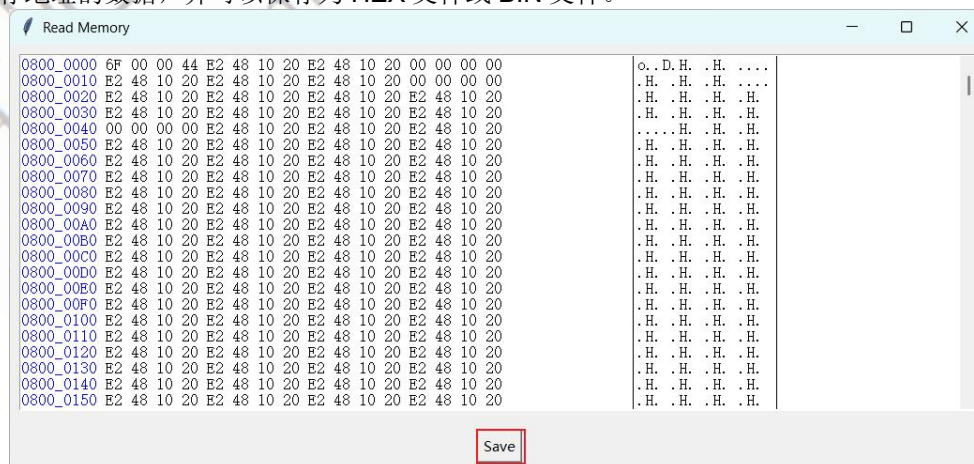 有地址的数据，并可以保存为 HEX 文件或 BIN 文件。
Read Memory
0800_0000 6F 00 00 44 E2 48 10 20 E2 48 10 20 00 00 00 00 o..D.H. .H. ....
0800_0010 E2 48 10 20 E2 48 10 20 E2 48 10 20 00 00 00 00 .H. .H. .H. ....
0800_0020 E2 48 10 20 E2 48 10 20 E2 48 10 20 E2 48 10 20 .H. .H. .H. .H.
0800_0030 E2 48 10 20 E2 48 10 20 E2 48 10 20 E2 48 10 20 .H. .H. .H. .H.
0800_0040 00 00 00 00 E2 48 10 20 E2 48 10 20 E2 48 10 20 .....H. .H. .H.
0800_0050 E2 48 10 20 E2 48 10 20 E2 48 10 20 E2 48 10 20 .H. .H. .H. .H.
0800_0060 E2 48 10 20 E2 48 10 20 E2 48 10 20 E2 48 10 20 .H. .H. .H. .H.
0800_0070 E2 48 10 20 E2 48 10 20 E2 48 10 20 E2 48 10 20 .H. .H. .H. .H.
0800_0080 E2 48 10 20 E2 48 10 20 E2 48 10 20 E2 48 10 20 .H. .H. .H. .H.
0800_0090 E2 48 10 20 E2 48 10 20 E2 48 10 20 E2 48 10 20 .H. .H. .H. .H.
0800_00A0 E2 48 10 20 E2 48 10 20 E2 48 10 20 E2 48 10 20 .H. .H. .H. .H.
0800_00B0 E2 48 10 20 E2 48 10 20 E2 48 10 20 E2 48 10 20 .H. .H. .H. .H.
0800_00C0 E2 48 10 20 E2 48 10 20 E2 48 10 20 E2 48 10 20 .H. .H. .H. .H.
0800_00D0 E2 48 10 20 E2 48 10 20 E2 48 10 20 E2 48 10 20 .H. .H. .H. .H.
0800_00E0 E2 48 10 20 E2 48 10 20 E2 48 10 20 E2 48 10 20 .H. .H. .H. .H.
0800_00F0 E2 48 10 20 E2 48 10 20 E2 48 10 20 E2 48 10 20 .H. .H. .H. .H.
0800_0100 E2 48 10 20 E2 48 10 20 E2 48 10 20 E2 48 10 20 .H. .H. .H. .H.
0800_0110 E2 48 10 20 E2 48 10 20 E2 48 10 20 E2 48 10 20 .H. .H. .H. .H.
0800_0120 E2 48 10 20 E2 48 10 20 E2 48 10 20 E2 48 10 20 .H. .H. .H. .H.
0800_0130 E2 48 10 20 E2 48 10 20 E2 48 10 20 E2 48 10 20 .H. .H. .H. .H.
0800_0140 E2 48 10 20 E2 48 10 20 E2 48 10 20 E2 48 10 20 .H. .H. .H. .H.
0800_0150 E2 48 10 20 E2 48 10 20 E2 48 10 20 E2 48 10 20 .H. .H. .H. .H.
Save